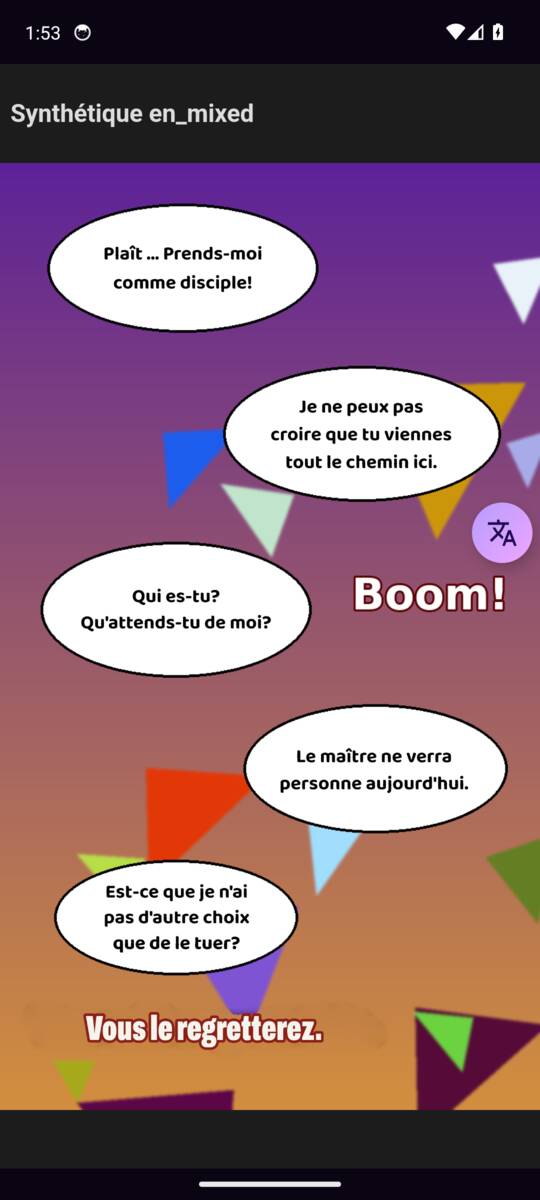 1:53
Synthétique en_mixed
Plaît ... Prends-moi
comme disciple!
Je ne peux pas
croire que tu viennes
tout le chemin ici.
Qui es-tu?
Qu'attends-tu de moi?
Boom!
Le maître ne verra
personne aujourd'hui.
Est-ce que je n'ai
pas d'autre choix
que de le tuer?
Vous le regretterez.